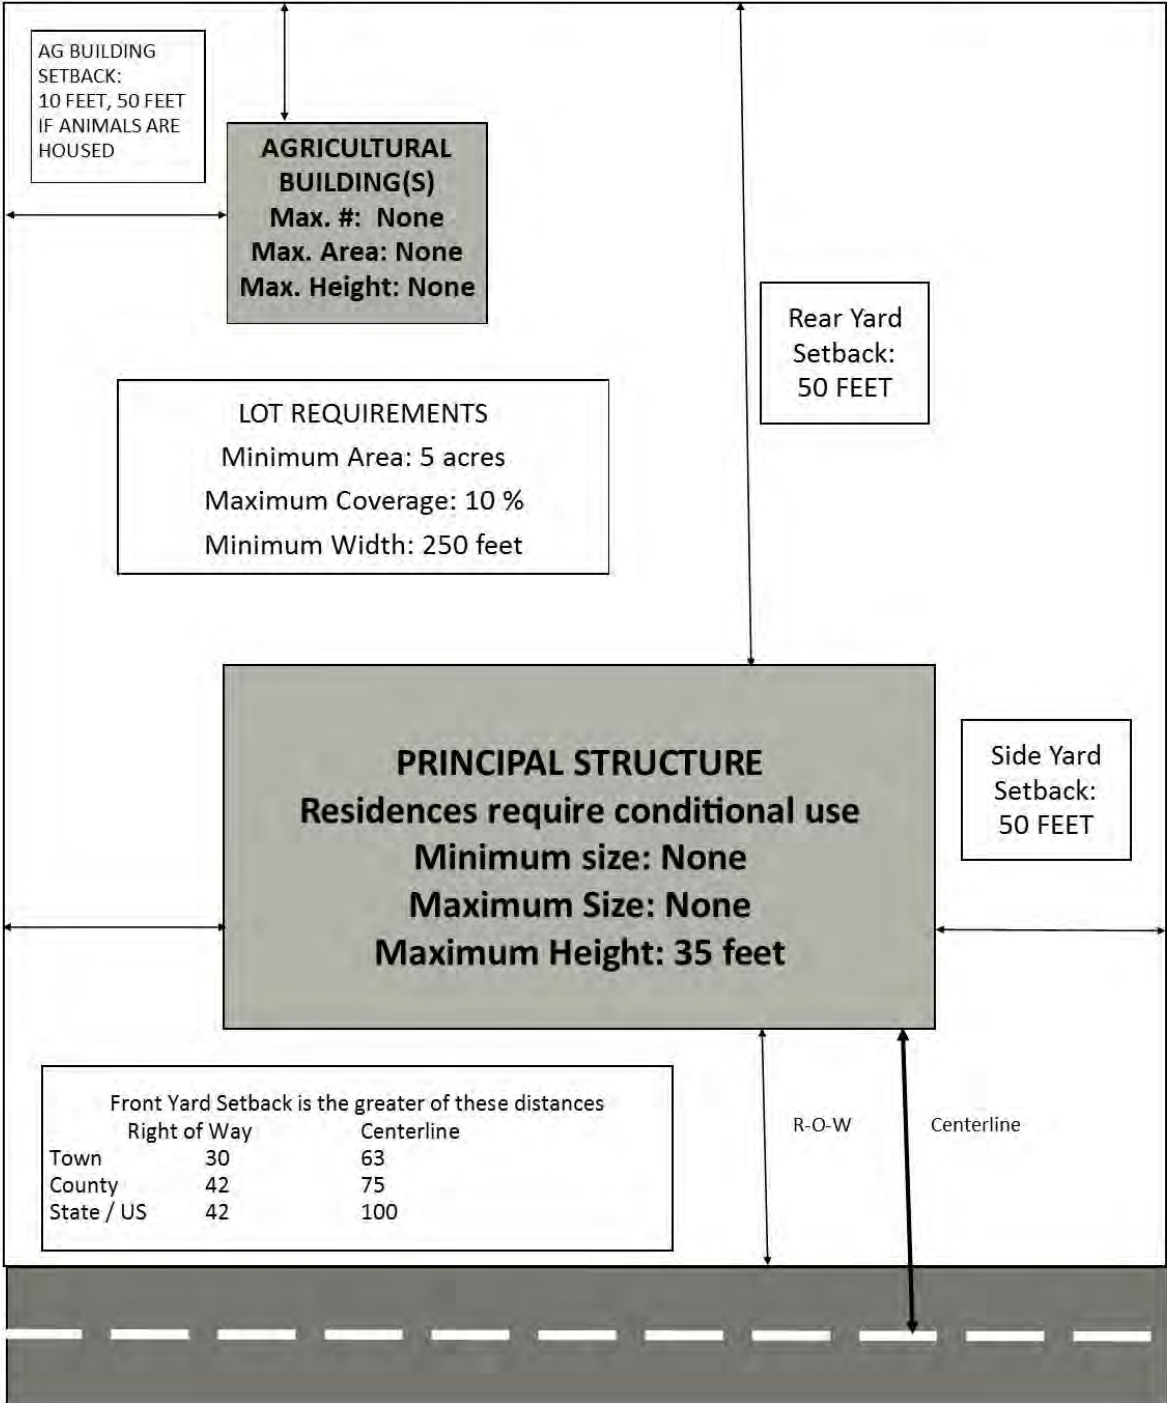 AG BUILDING
SETBACK:
10 FEET, 50 FEET
IF ANIMALS ARE
HOUSED
AGRICULTURAL
BUILDING(S)
Max. #: None
Max. Area: None
Max. Height: None
Rear Yard
Setback:
50 FEET
LOT REQUIREMENTS
Minimum Area: 5 acres
Maximum Coverage: 10 %
Minimum Width: 250 feet
PRINCIPAL STRUCTURE
Residences require conditional use
Minimum size: None
Maximum Size: None
Maximum Height: 35 feet
Side Yard
Setback:
50 FEET
Front Yard Setback is the greater of these distances
Right of Way Centerline
Town 30 63
County 42 75
State / US 42 100
R-O-W
Centerline